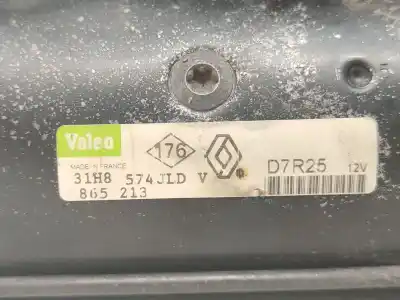 Valeo
MADE IN FRANCE
176
31H8 574JLD V
865 213
D7R25
12V